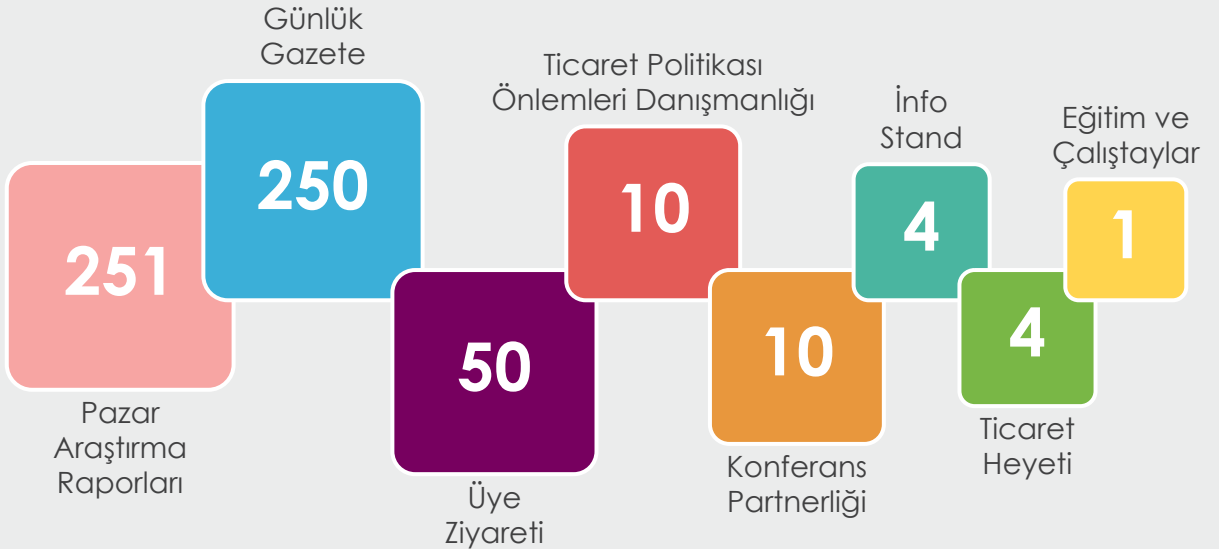 251
Pazar
Araştırma
Raporları
Günlük
Gazete
250
50
Üye
Ziyareti
Ticaret Politikası
Önlemleri Danışmanlığı
10
10
Konferans
Partnerliği
İnfo
Stand
4
4
Ticaret
Heyeti
Eğitim ve
Çalıştaylar
1